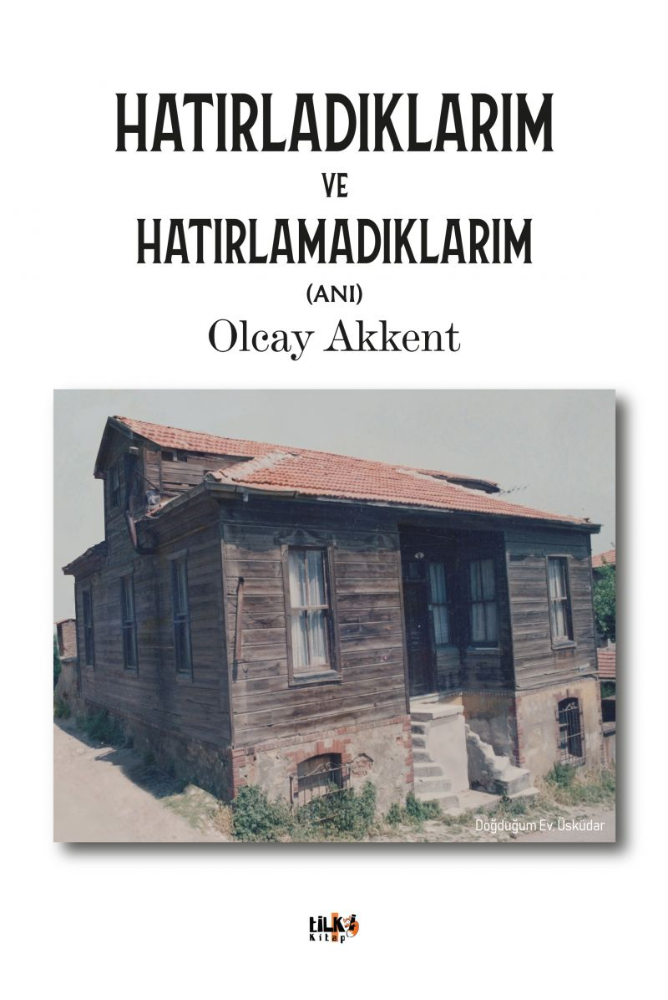 HATIRLADIKLARIM
VE
HATIRLAMADIKLARIM
(ANI)
Olcay Akkent
Doğduğum Ev, Üsküdar
tiLKi
Kitap